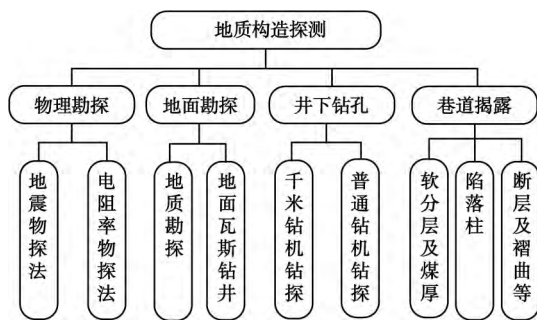 地质构造探测
物理勘探
地面勘探
井下钻孔
巷道揭露
地震物探法
电阻率物探法
地质勘探
地面瓦斯钻井
千米钻机钻探
普通钻机钻探
软分层及煤厚
陷落柱
断层及褶曲等